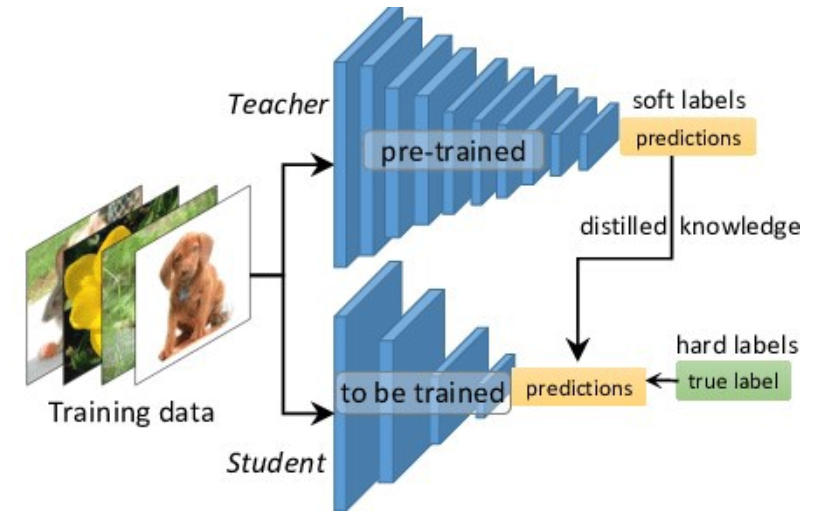 Teacher
soft labels
pre-trained
predictions
distilled knowledge
hard labels
to be trained
predictions
true label
Training data
Student